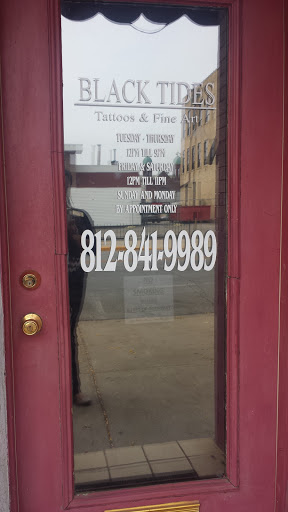 BLACK TIDES
Tattoos & Fine Art
TUESDAY - THURSDAY
12PM TILL 9PM
FRIDAY & SATURDAY
12PM TILL 11PM
SUNDAY AND MONDAY
BY APPOINTMENT ONLY
812-841-9989